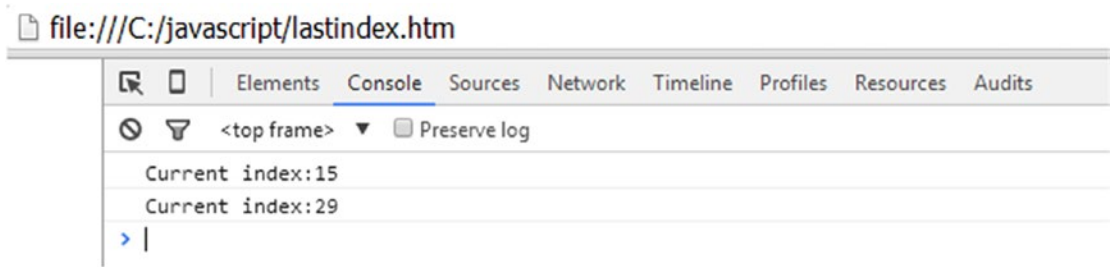 file:///C:/javascript/lastindex.htm
Elements Console Sources Network Timeline Profiles Resources Audits
<top frame> ▼ Preserve log
Current index:15
Current index:29
>